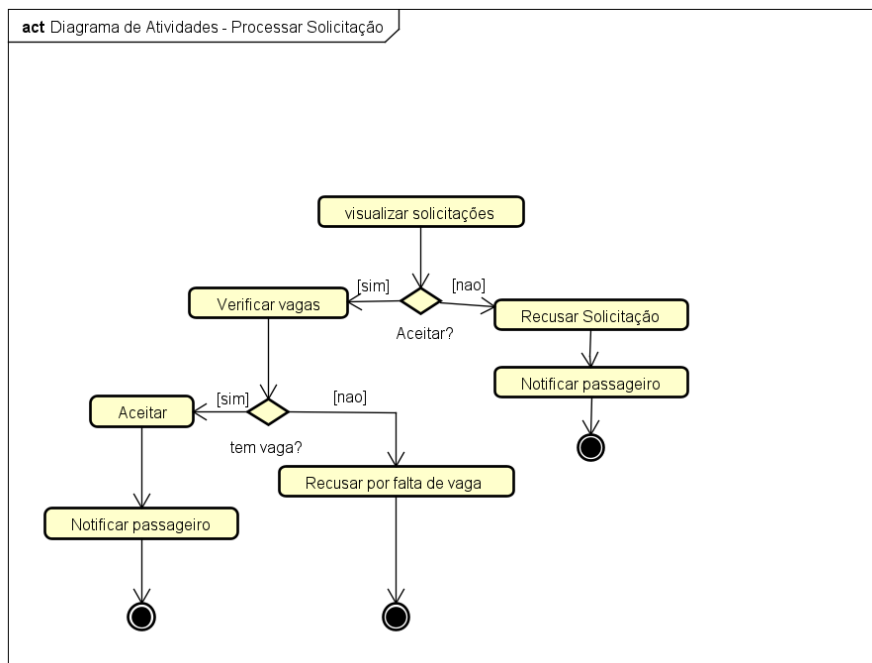 act Diagrama de Atividades - Processar Solicitação
visualizar solicitações
[sim]
[nao]
Verificar vagas
Aceitar?
Recusar Solicitação
Notificar passageiro
[sim]
[nao]
Aceitar
tem vaga?
Recusar por falta de vaga
Notificar passageiro